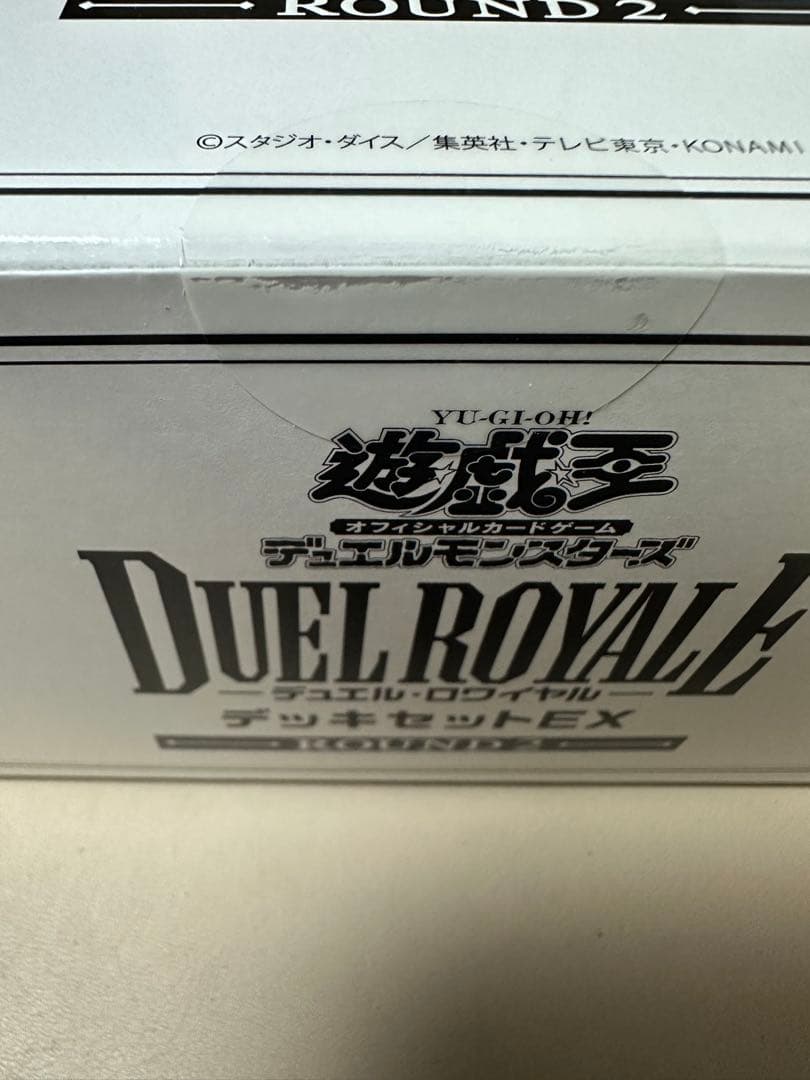 ROUND 2
©スタジオ・ダイス／集英社・テレビ東京・KONAMI
YU-GI-OH!
遊☆戯☆王
オフィシャルカードゲーム
デュエルモンスターズ
DUEL ROYALE
デュエル・ロワイヤル
デッキセットEX
ROUND 2